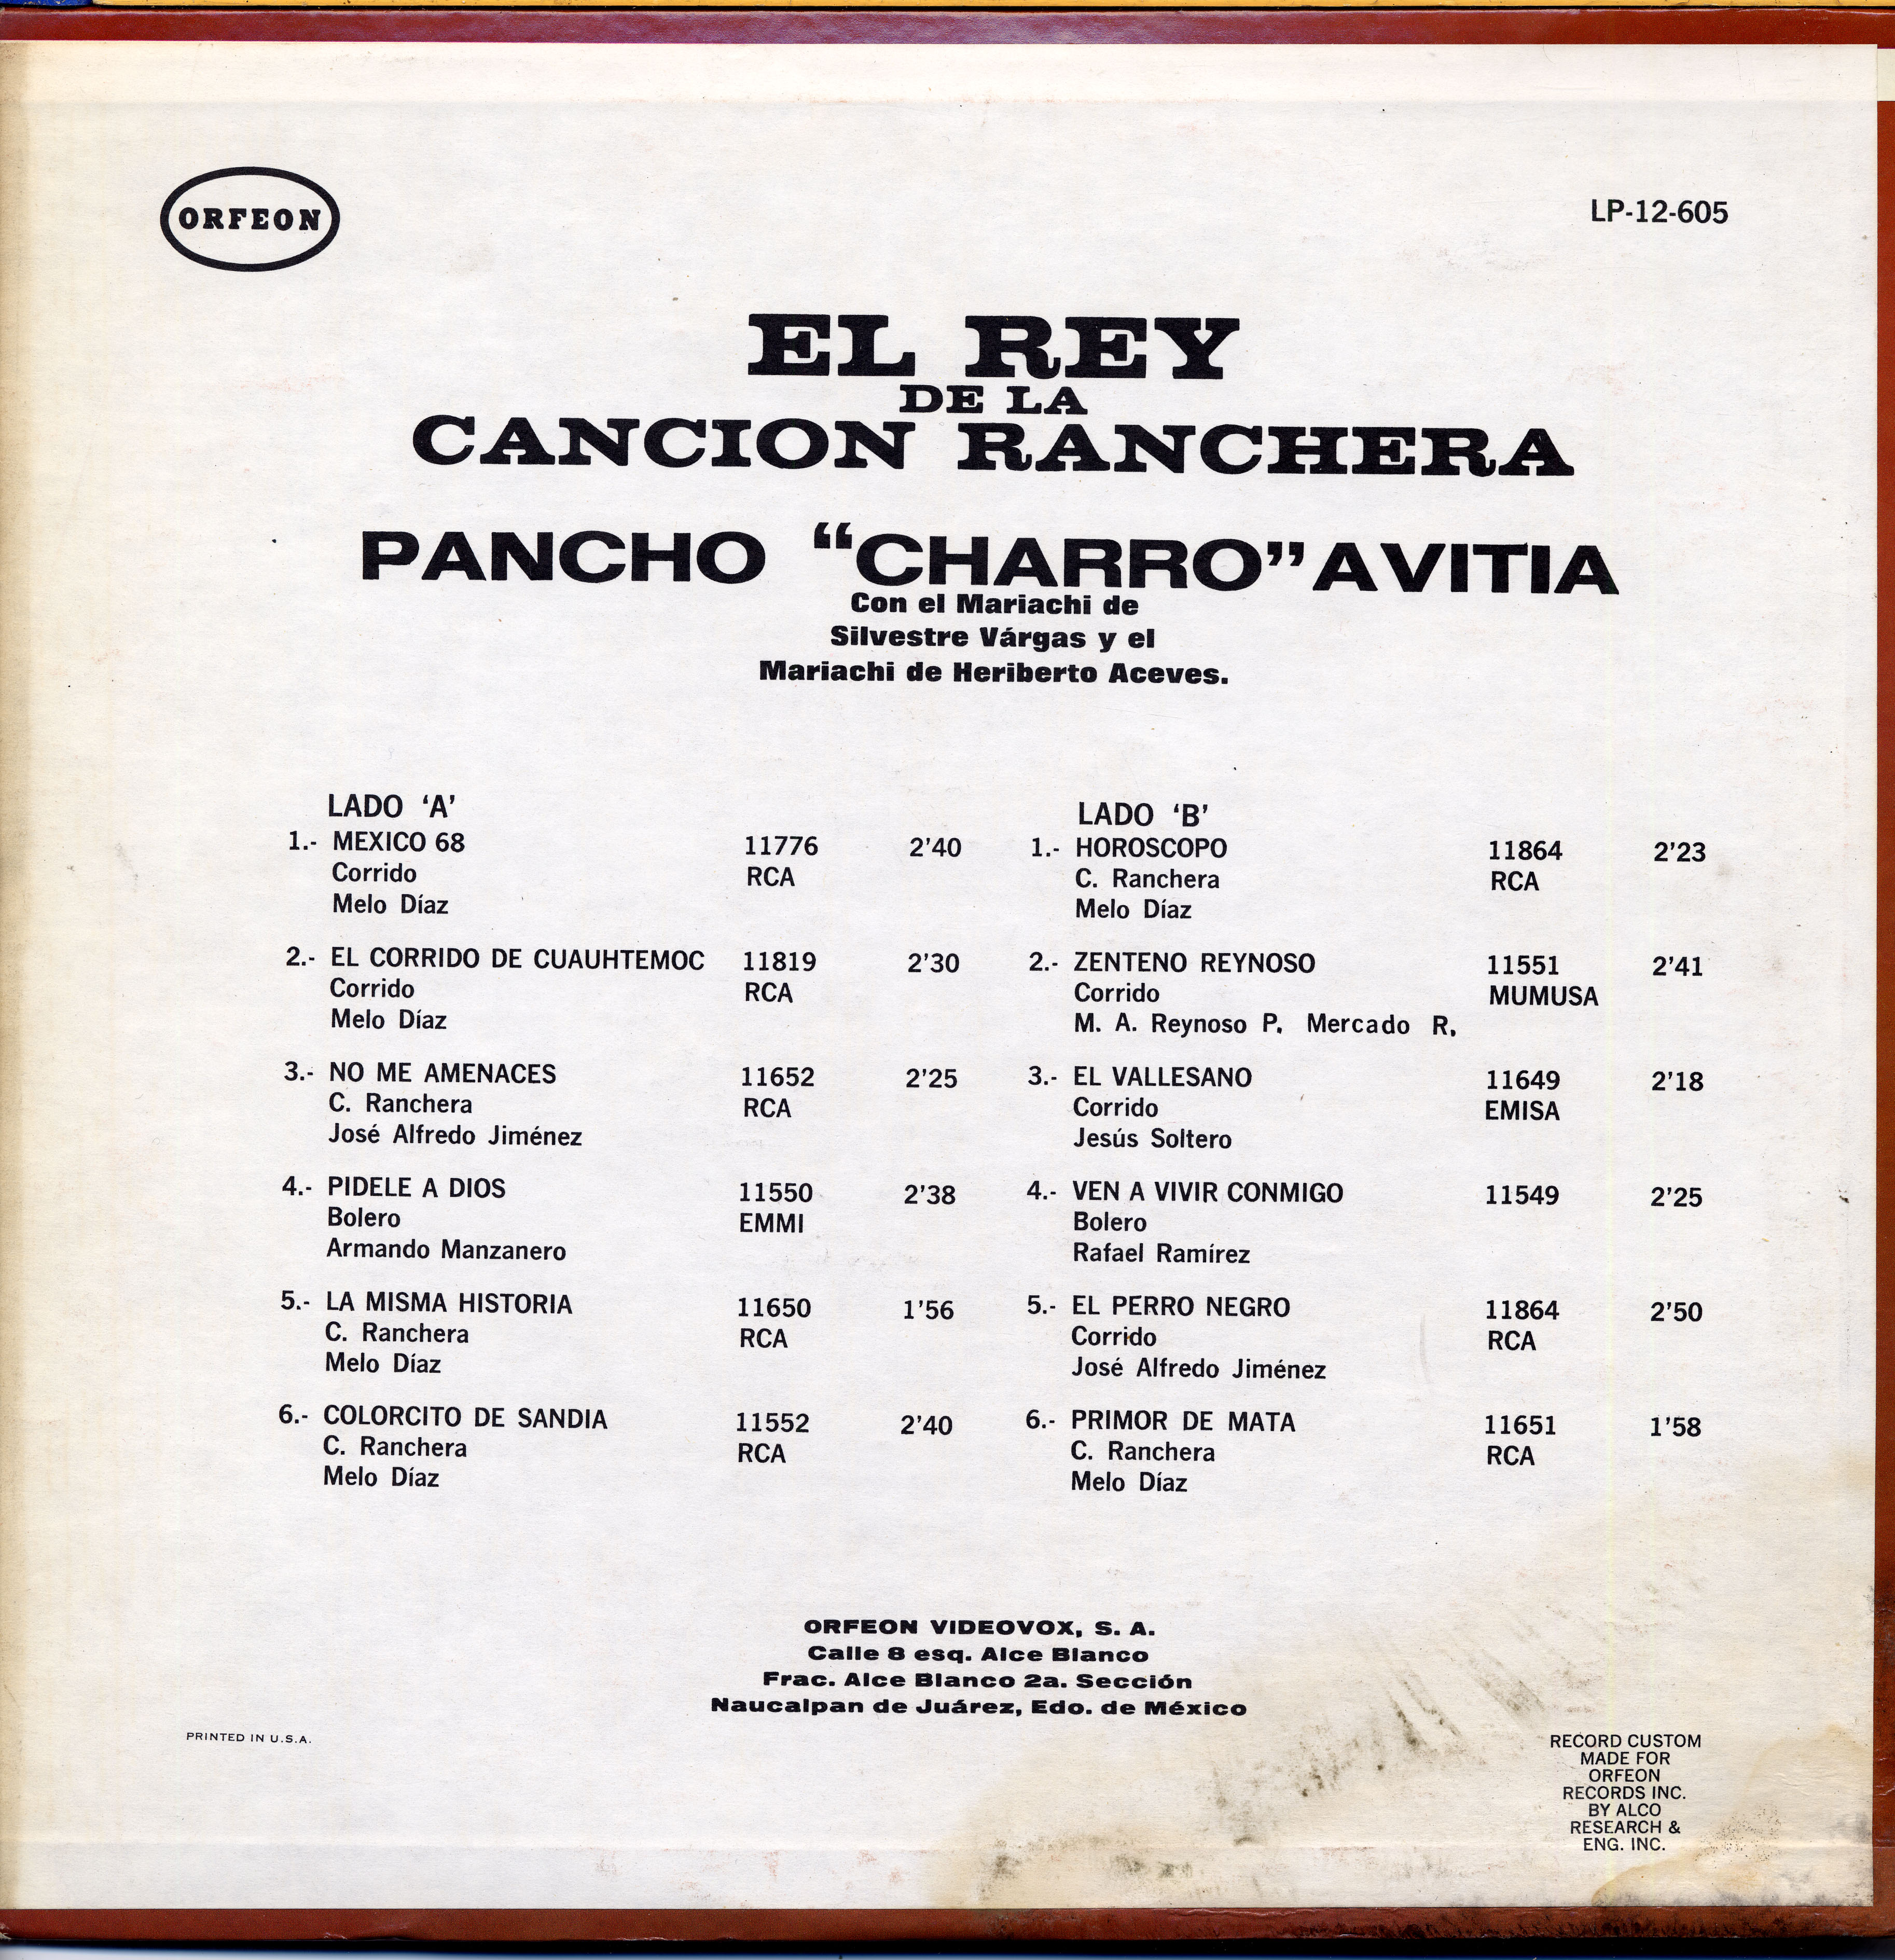 ORFEON
LP-12-605
EL REY
DE LA
CANCION RANCHERA
PANCHO “CHARRO” AVITIA
Con el Mariachi de
Silvestre Várgas y el
Mariachi de Heriberto Aceves.
LADO ‘A’
1.- MEXICO 68 11776 2’40
Corrido RCA
Melo Díaz
2.- EL CORRIDO DE CUAUHTEMOC 11819 2’30
Corrido RCA
Melo Díaz
3.- NO ME AMENACES 11652 2’25
C. Ranchera RCA
José Alfredo Jiménez
4.- PIDELE A DIOS 11550 2’38
Bolero EMMI
Armando Manzanero
5.- LA MISMA HISTORIA 11650 1’56
C. Ranchera RCA
Melo Díaz
6.- COLORCITO DE SANDIA 11552 2’40
C. Ranchera RCA
Melo Díaz
LADO ‘B’
1.- HOROSCOPO 11864 2’23
C. Ranchera RCA
Melo Díaz
2.- ZENTENO REYNOSO 11551 2’41
Corrido MUMUSA
M. A. Reynoso P. Mercado R.
3.- EL VALLESANO 11649 2’18
Corrido EMISA
Jesús Soltero
4.- VEN A VIVIR CONMIGO 11549 2’25
Bolero
Rafael Ramírez
5.- EL PERRO NEGRO 11864 2’50
Corrido RCA
José Alfredo Jiménez
6.- PRIMOR DE MATA 11651 1’58
C. Ranchera RCA
Melo Díaz
ORFEON VIDEOVOX, S. A.
Calle 8 esq. Alce Blanco
Frac. Alce Blanco 2a. Sección
Naucalpan de Juárez, Edo. de México
PRINTED IN U.S.A.
RECORD CUSTOM
MADE FOR
ORFEON
RECORDS INC.
BY ALCO
RESEARCH &
ENG. INC.